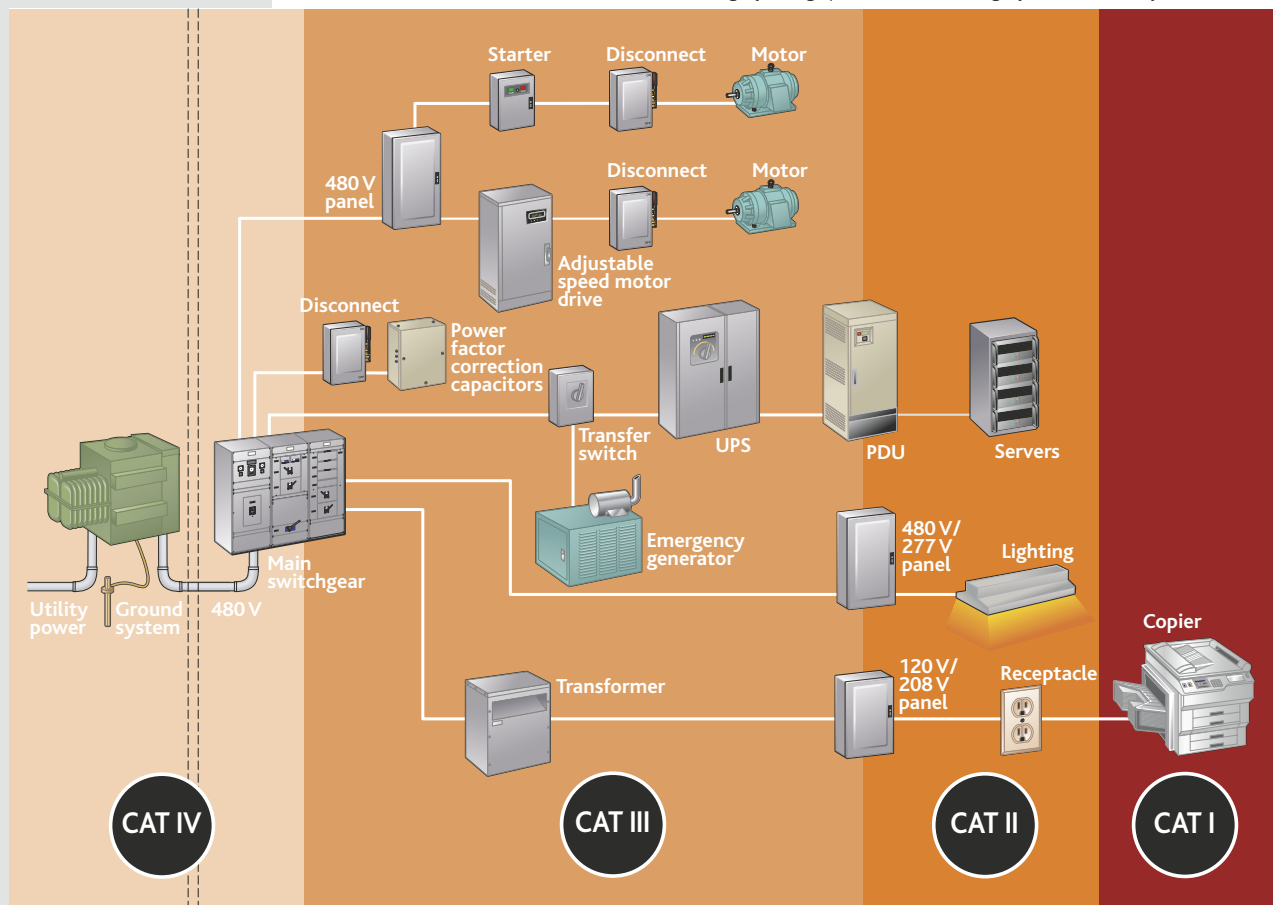 Starter
Disconnect
Motor
480 V
panel
Disconnect
Motor
Adjustable
speed motor
drive
Disconnect
Power
factor
correction
capacitors
Transfer
switch
UPS
PDU
Servers
Main
switchgear
Emergency
generator
480 V/
277 V
panel
Lighting
Utility
power
Ground
system
480 V
Copier
Transformer
120 V/
208 V
panel
Receptacle
CAT IV
CAT III
CAT II
CAT I